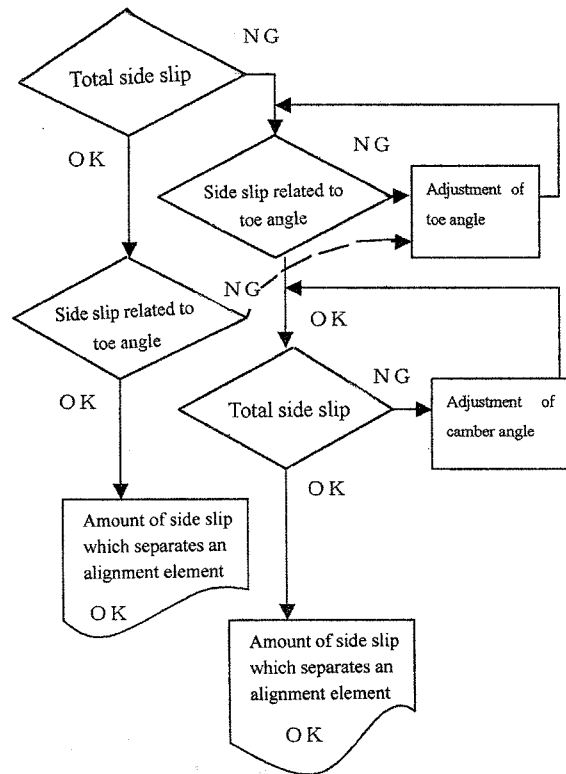 NG
Total side slip
OK
NG
Side slip related to
toe angle
Adjustment of
toe angle
NG
Side slip related to
toe angle
OK
OK
NG
Total side slip
Adjustment of
camber angle
OK
Amount of side slip
which separates an
alignment element
OK
Amount of side slip
which separates an
alignment element
OK